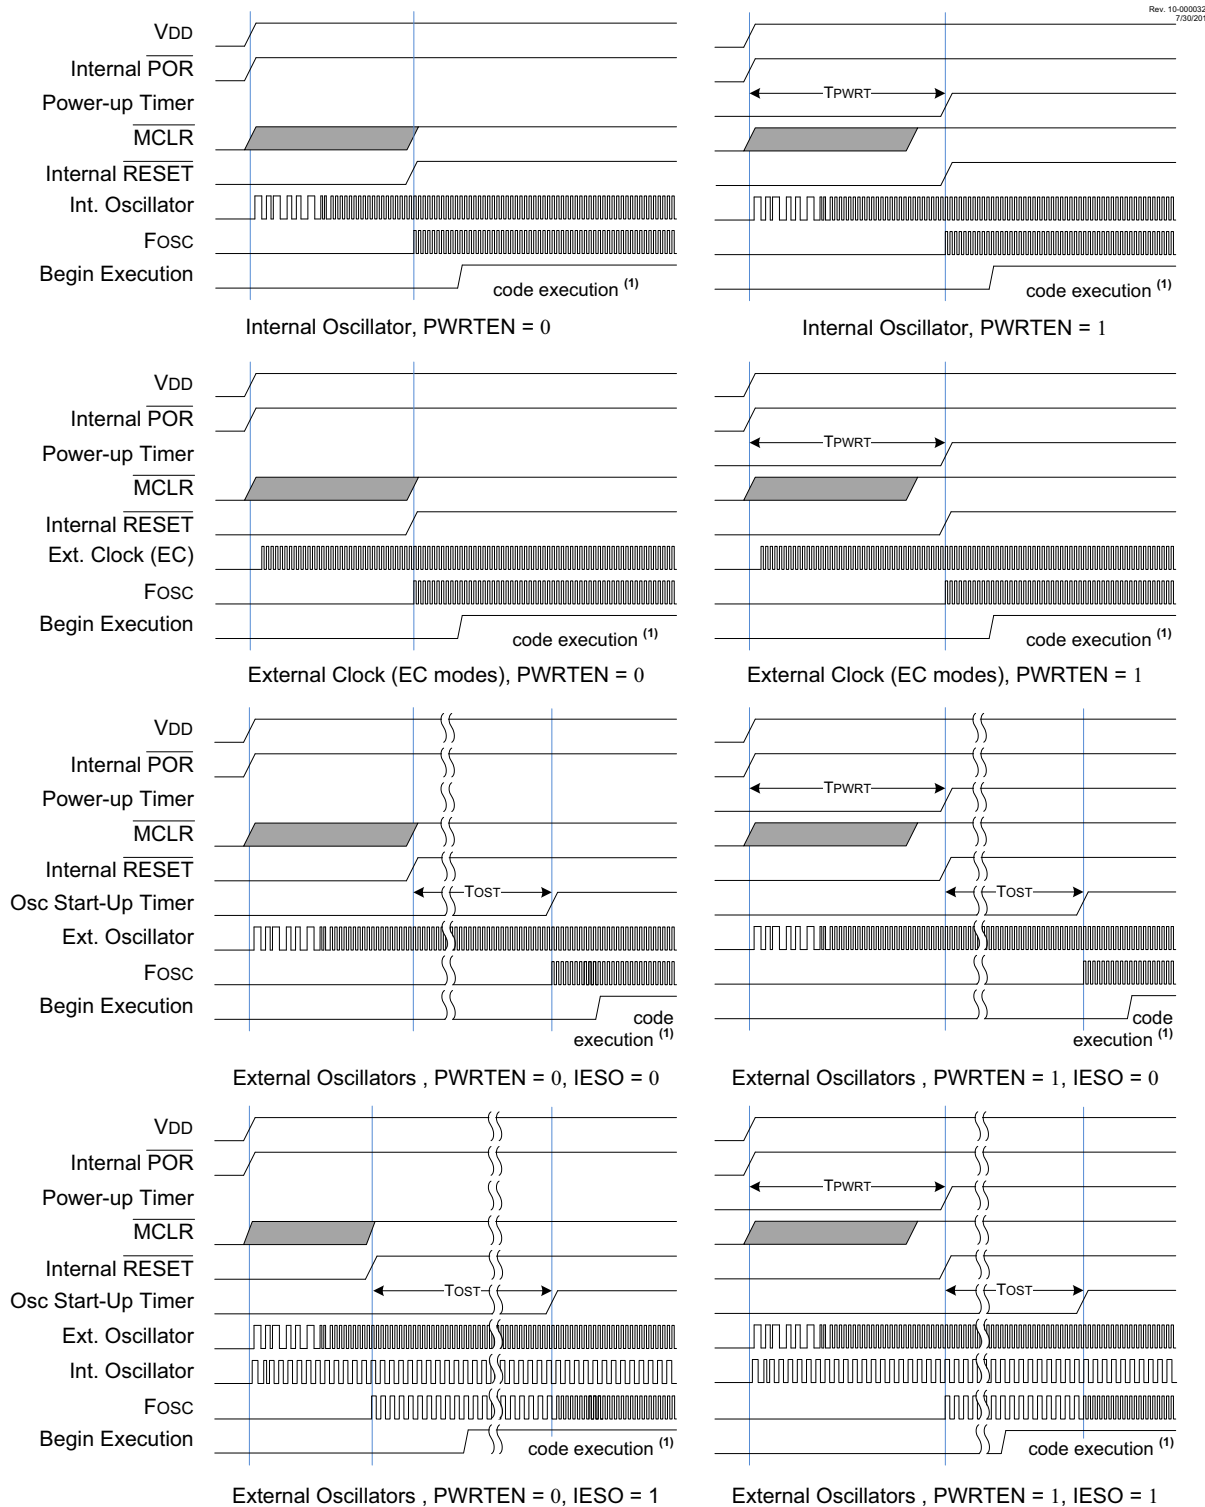 Rev. 10-000032
7/30/201
VDD
Internal POR
Power-up Timer
TPWRT
MCLR
Internal RESET
Int. Oscillator
FOSC
Begin Execution
code execution (1)
code execution (1)
Internal Oscillator, PWRTEN = 0
Internal Oscillator, PWRTEN = 1
VDD
Internal POR
Power-up Timer
TPWRT
MCLR
Internal RESET
Ext. Clock (EC)
FOSC
Begin Execution
code execution (1)
code execution (1)
External Clock (EC modes), PWRTEN = 0
External Clock (EC modes), PWRTEN = 1
VDD
Internal POR
Power-up Timer
TPWRT
MCLR
Internal RESET
Osc Start-Up Timer
TOST
TOST
Ext. Oscillator
FOSC
Begin Execution
code
execution (1)
code
execution (1)
External Oscillators , PWRTEN = 0, IESO = 0
External Oscillators , PWRTEN = 1, IESO = 0
VDD
Internal POR
Power-up Timer
TPWRT
MCLR
Internal RESET
Osc Start-Up Timer
TOST
TOST
Ext. Oscillator
Int. Oscillator
FOSC
Begin Execution
code execution (1)
code execution (1)
External Oscillators , PWRTEN = 0, IESO = 1
External Oscillators , PWRTEN = 1, IESO = 1